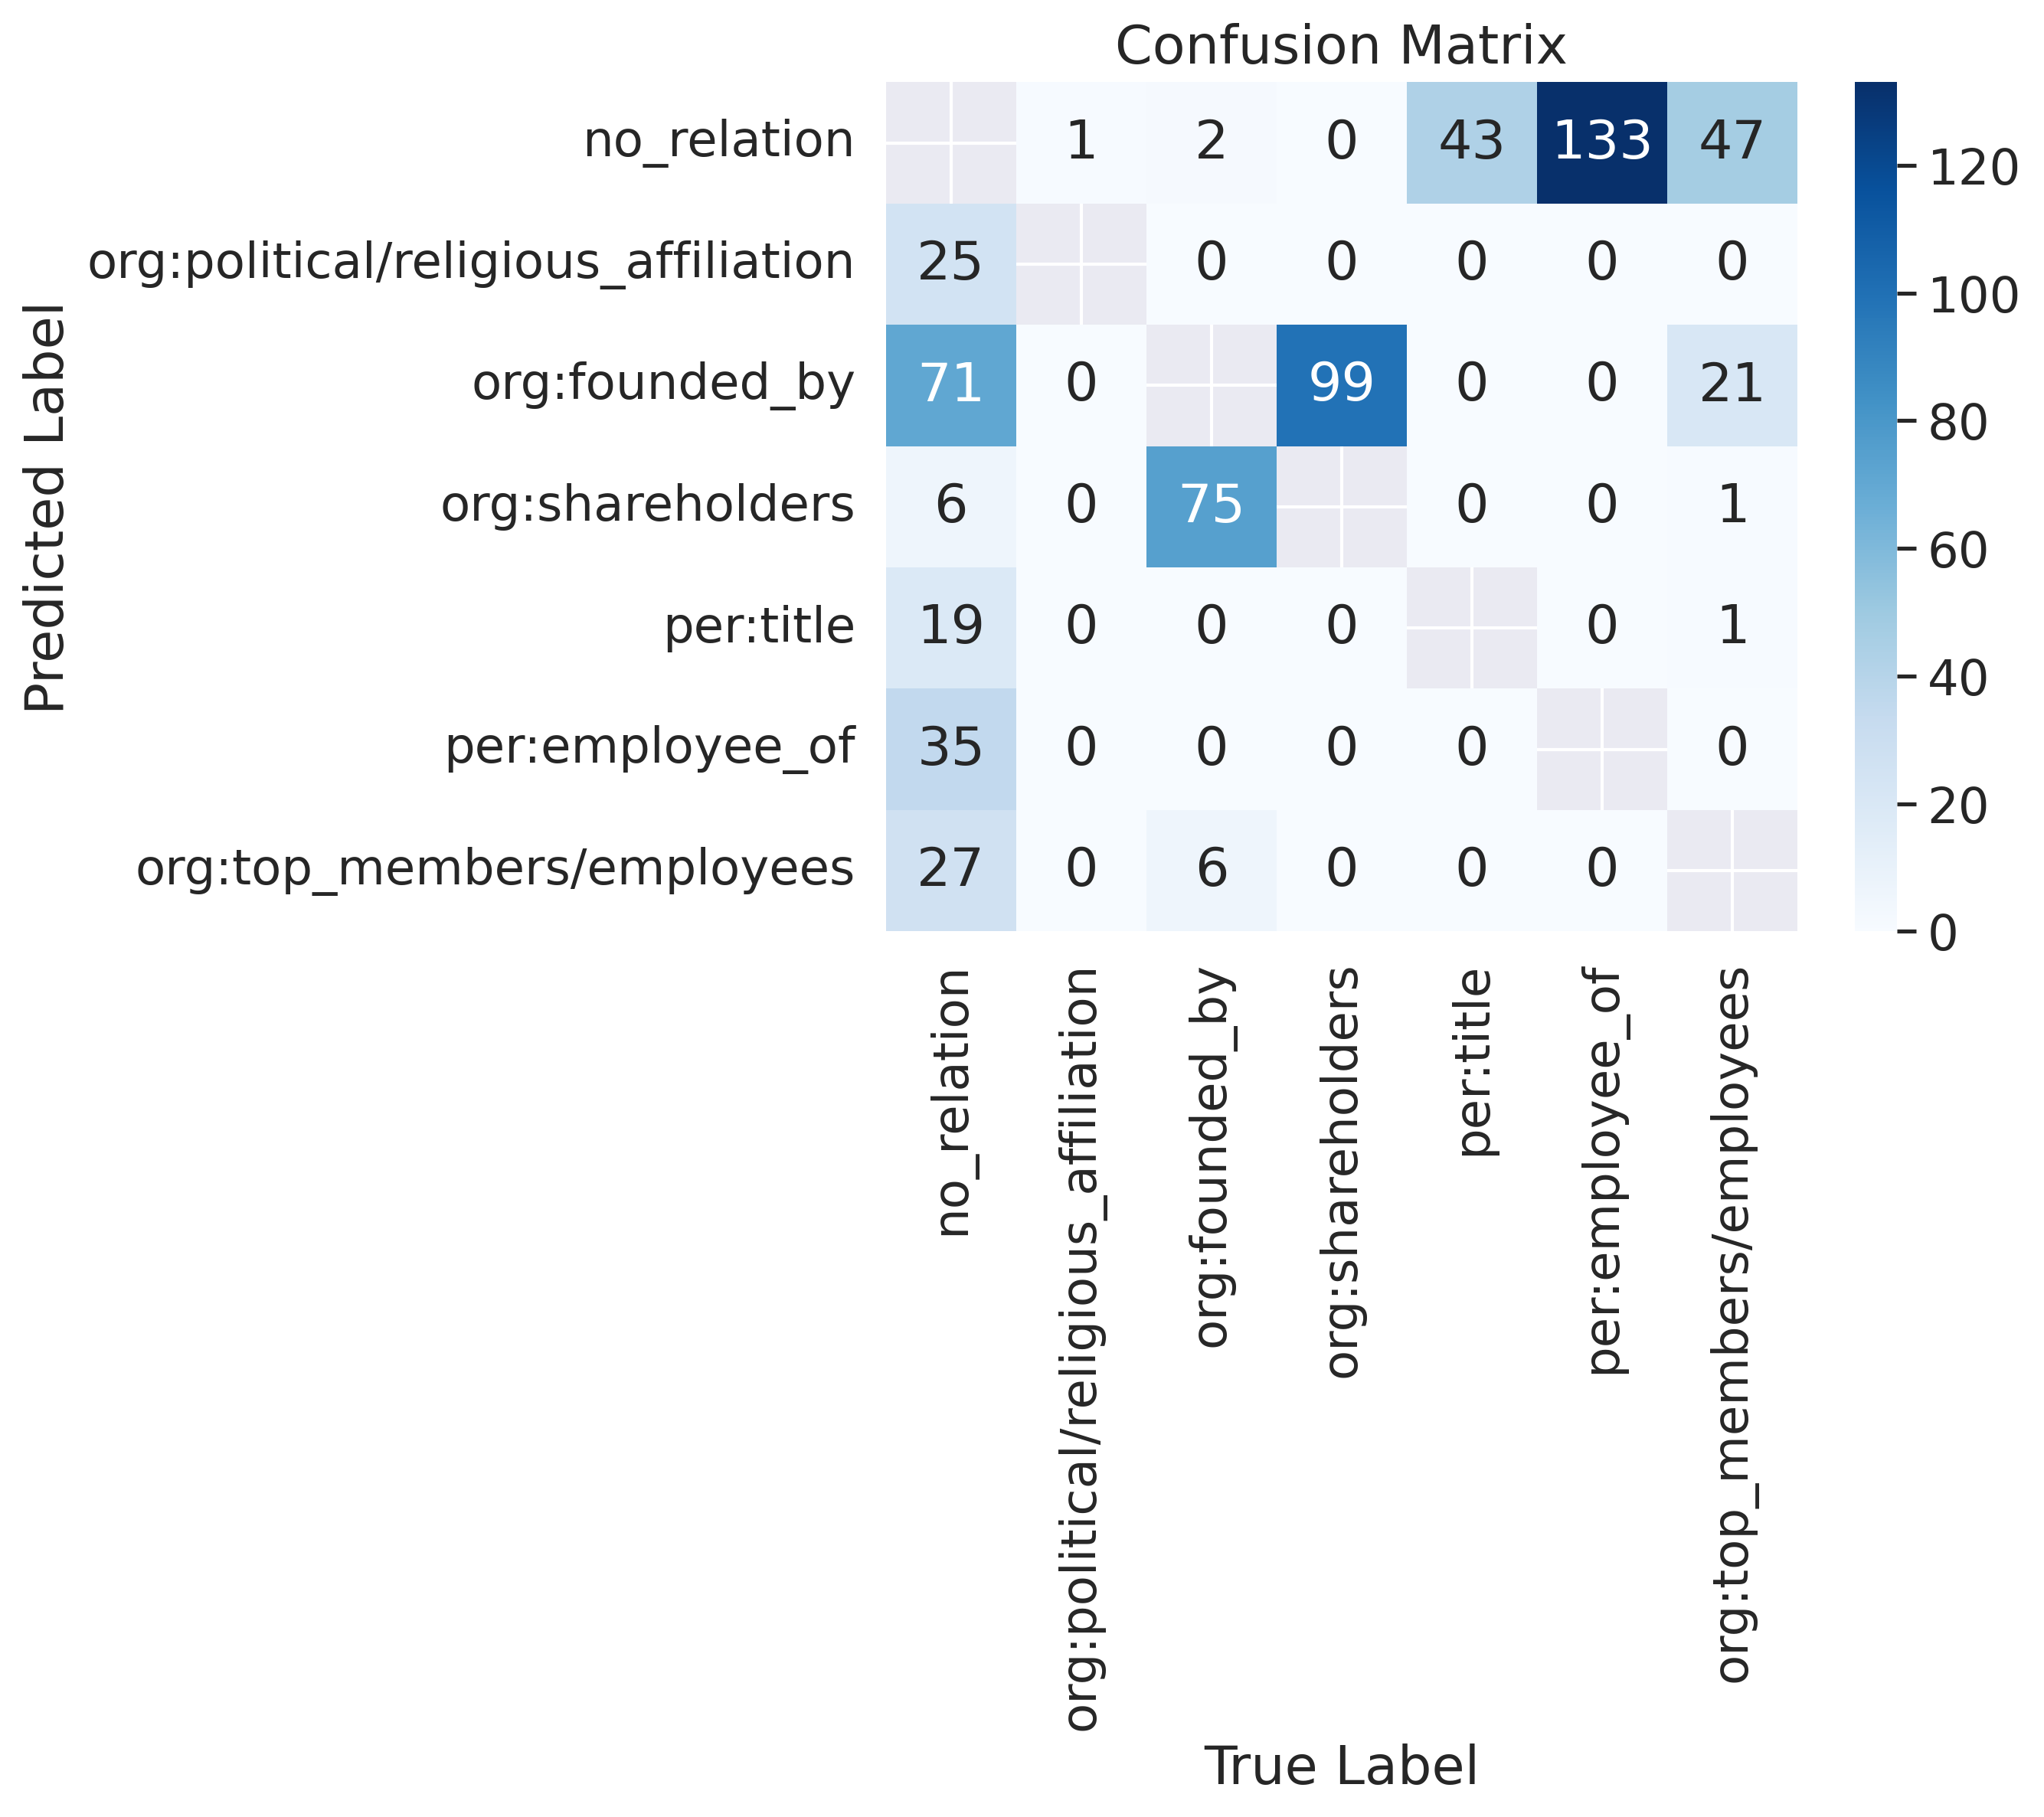 Confusion Matrix
Predicted Label
no_relation 1 2 0 43 133 47
org:political/religious_affiliation 25 0 0 0 0 0
org:founded_by 71 0 99 0 0 21
org:shareholders 6 0 75 0 0 1
per:title 19 0 0 0 0 1
per:employee_of 35 0 0 0 0 0
org:top_members/employees 27 0 6 0 0 0
no_relation
org:political/religious_affiliation
org:founded_by
org:shareholders
per:title
per:employee_of
org:top_members/employees
True Label
120
100
80
60
40
20
0